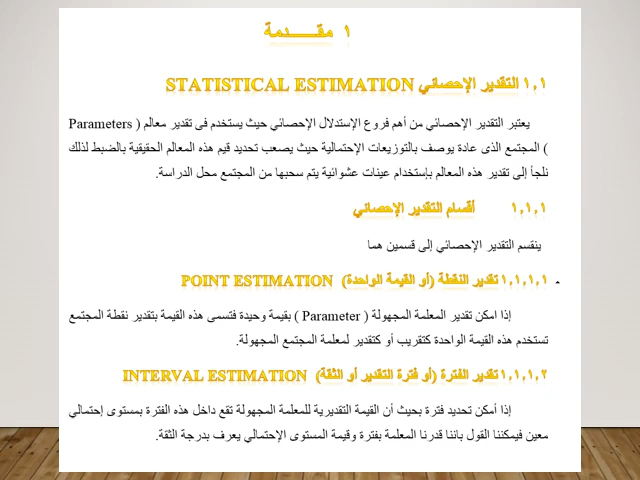 ١ مقـــــدمة
١,١ التقدير الإحصائي STATISTICAL ESTIMATION
يعتبر التقدير الإحصائي من أهم فروع الإستدلال الإحصائي حيث يستخدم فى تقدير معالم ( Parameters
) المجتمع الذى عادة يوصف بالتوزيعات الإحتمالية حيث يصعب تحديد قيم هذه المعالم الحقيقية بالضبط لذلك
نلجأ إلى تقدير هذه المعالم بإستخدام عينات عشوائية يتم سحبها من المجتمع محل الدراسة.
١,١,١ أقسام التقدير الإحصائي
ينقسم التقدير الإحصائي إلى قسمين هما
١,١,١,١ تقدير النقطة (أو القيمة الواحدة) POINT ESTIMATION
إذا امكن تقدير المعلمة المجهولة ( Parameter ) بقيمة وحيدة فتسمى هذه القيمة بتقدير نقطة المجتمع
تستخدم هذه القيمة الواحدة كتقريب أو كتقدير لمعلمة المجتمع المجهولة.
١,١,١,٢ تقدير الفترة (أو فترة التقدير أو الثقة) INTERVAL ESTIMATION
إذا أمكن تحديد فترة بحيث أن القيمة التقديرية للمعلمة المجهولة تقع داخل هذه الفترة بمستوى إحتمالي
معين فيمكننا القول باننا قدرنا المعلمة بفترة وقيمة المستوى الإحتمالي يعرف بدرجة الثقة.